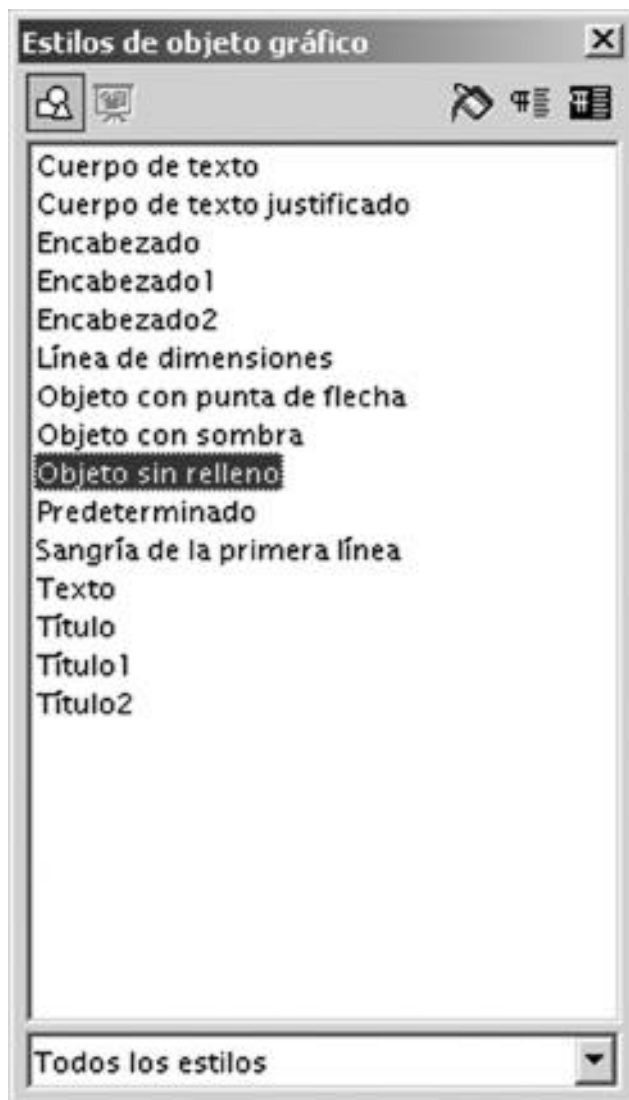 Estilos de objeto gráfico
Cuerpo de texto
Cuerpo de texto justificado
Encabezado
Encabezado1
Encabezado2
Línea de dimensiones
Objeto con punta de flecha
Objeto con sombra
Objeto sin relleno
Predeterminado
Sangría de la primera línea
Texto
Título
Título1
Título2
Todos los estilos